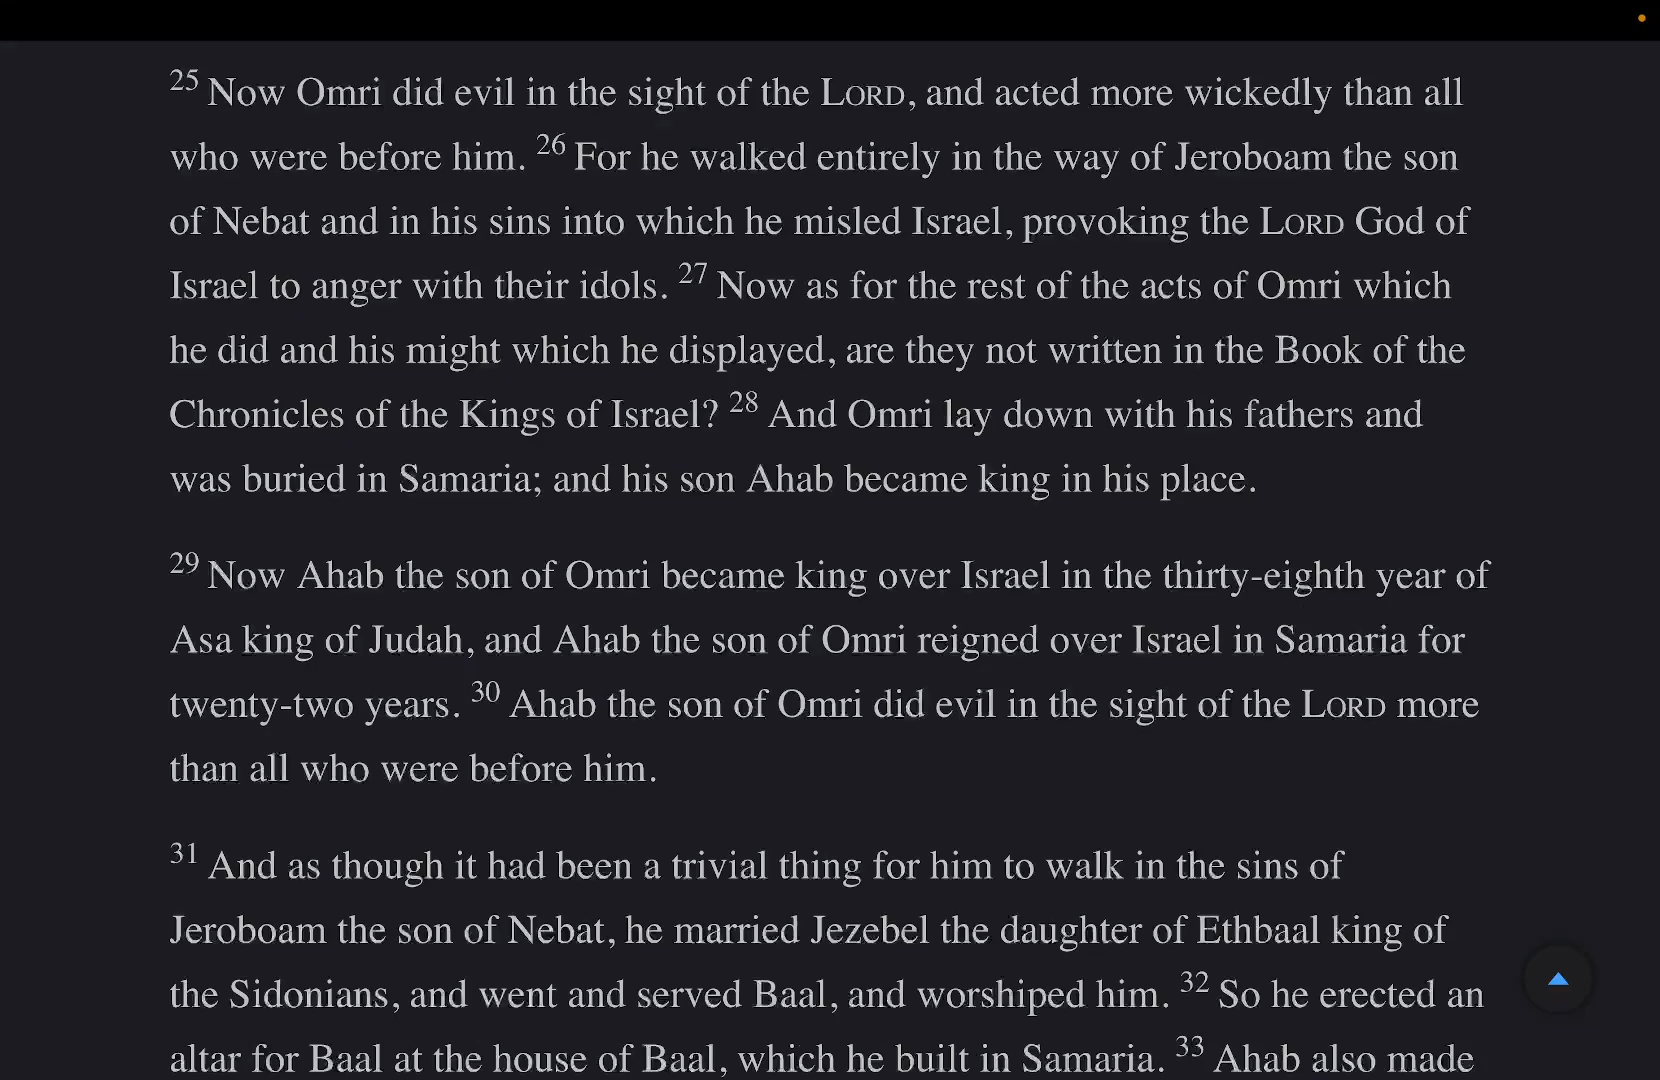 25 Now Omri did evil in the sight of the LORD, and acted more wickedly than all
who were before him. 26 For he walked entirely in the way of Jeroboam the son
of Nebat and in his sins into which he misled Israel, provoking the LORD God of
Israel to anger with their idols. 27 Now as for the rest of the acts of Omri which
he did and his might which he displayed, are they not written in the Book of the
Chronicles of the Kings of Israel? 28 And Omri lay down with his fathers and
was buried in Samaria; and his son Ahab became king in his place.
29 Now Ahab the son of Omri became king over Israel in the thirty-eighth year of
Asa king of Judah, and Ahab the son of Omri reigned over Israel in Samaria for
twenty-two years. 30 Ahab the son of Omri did evil in the sight of the LORD more
than all who were before him.
31 And as though it had been a trivial thing for him to walk in the sins of
Jeroboam the son of Nebat, he married Jezebel the daughter of Ethbaal king of
the Sidonians, and went and served Baal, and worshiped him. 32 So he erected an
altar for Baal at the house of Baal, which he built in Samaria. 33 Ahab also made